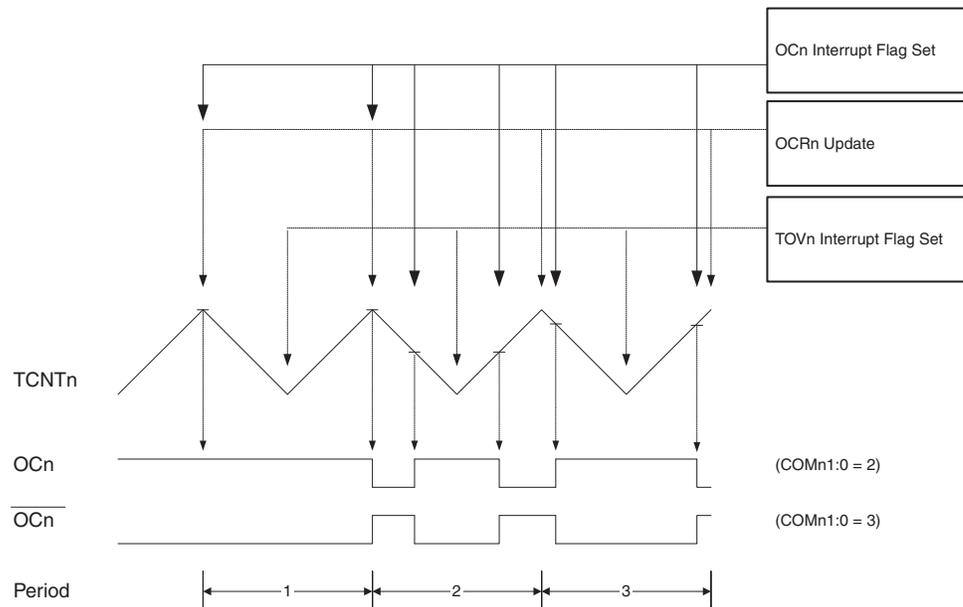 OCn Interrupt Flag Set
OCRn Update
TOVn Interrupt Flag Set
TCNTn
OCn
(COMn1:0 = 2)
OCn
(COMn1:0 = 3)
Period
1
2
3